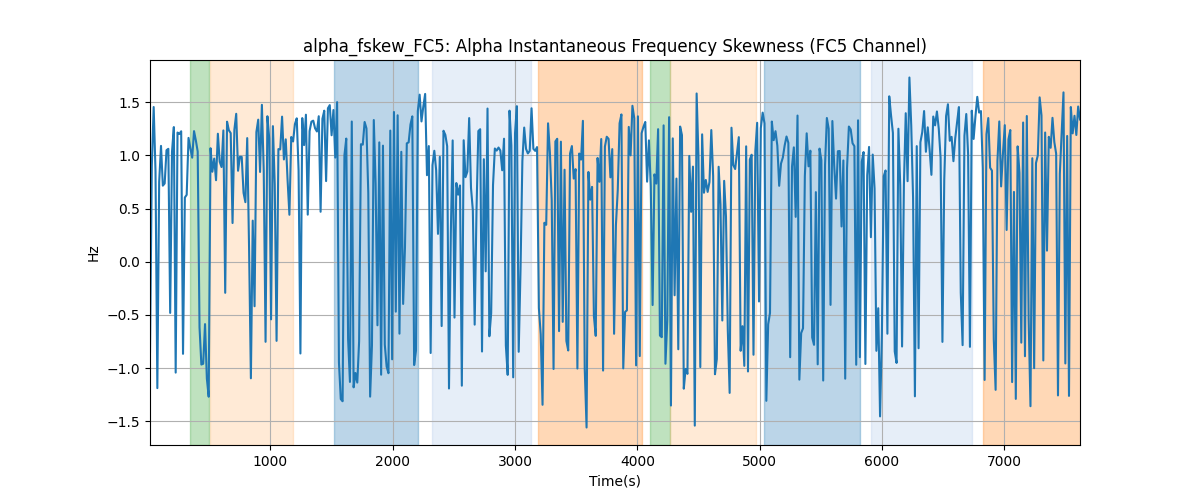 alpha_fskew_FC5: Alpha Instantaneous Frequency Skewness (FC5 Channel)
Hz
1.5
1.0
0.5
0.0
−0.5
−1.0
−1.5
1000 2000 3000 4000 5000 6000 7000
Time(s)